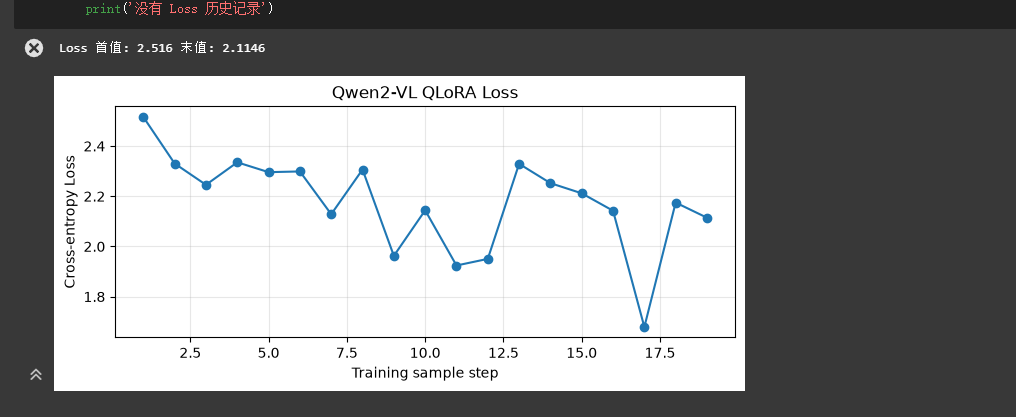 print('没有 Loss 历史记录')
Loss 首值: 2.516 末值: 2.1146
Qwen2-VL QLoRA Loss
Cross-entropy Loss
2.4
2.2
2.0
1.8
2.5 5.0 7.5 10.0 12.5 15.0 17.5
Training sample step